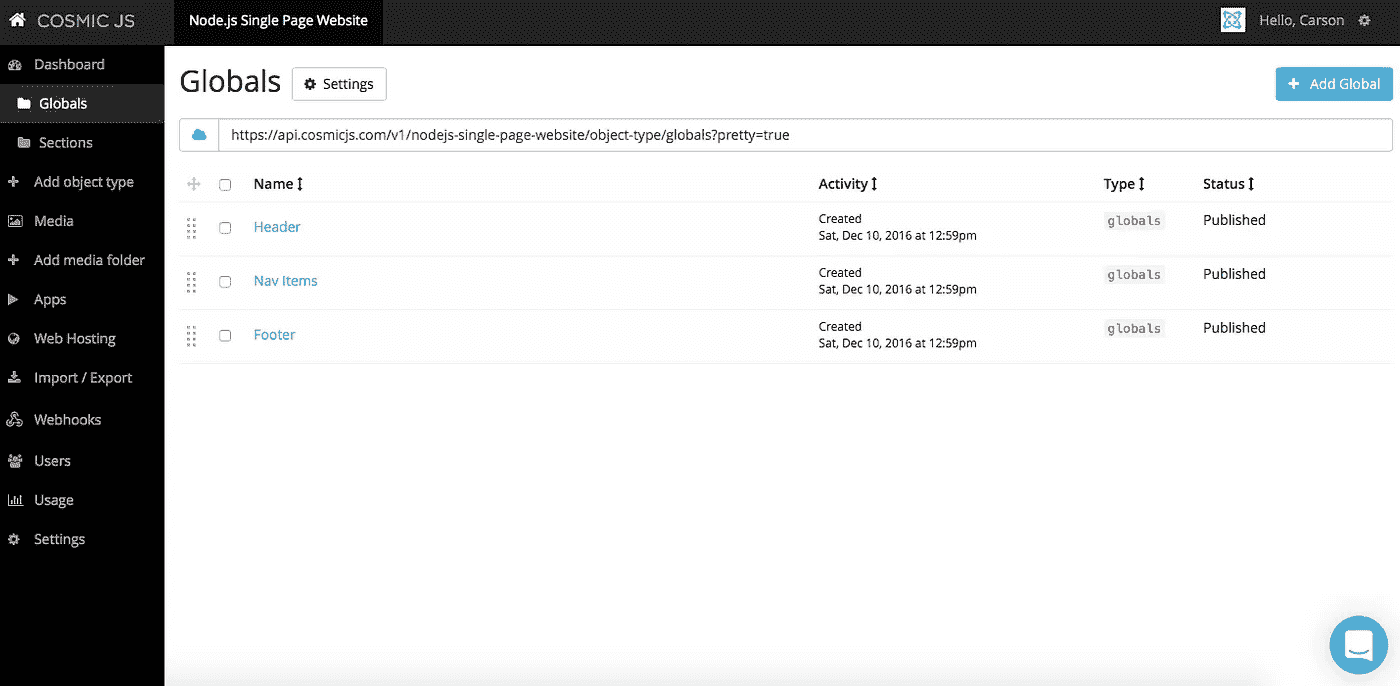 COSMIC JS
Node.js Single Page Website
Hello, Carson
Dashboard
Globals
Sections
Add object type
Media
Add media folder
Apps
Web Hosting
Import / Export
Webhooks
Users
Usage
Settings
Globals
Settings
Add Global
https://api.cosmicjs.com/v1/nodejs-single-page-website/object-type/globals?pretty=true
Name Activity Type Status
Header Created globals Published
Sat, Dec 10, 2016 at 12:59pm
Nav Items Created globals Published
Sat, Dec 10, 2016 at 12:59pm
Footer Created globals Published
Sat, Dec 10, 2016 at 12:59pm